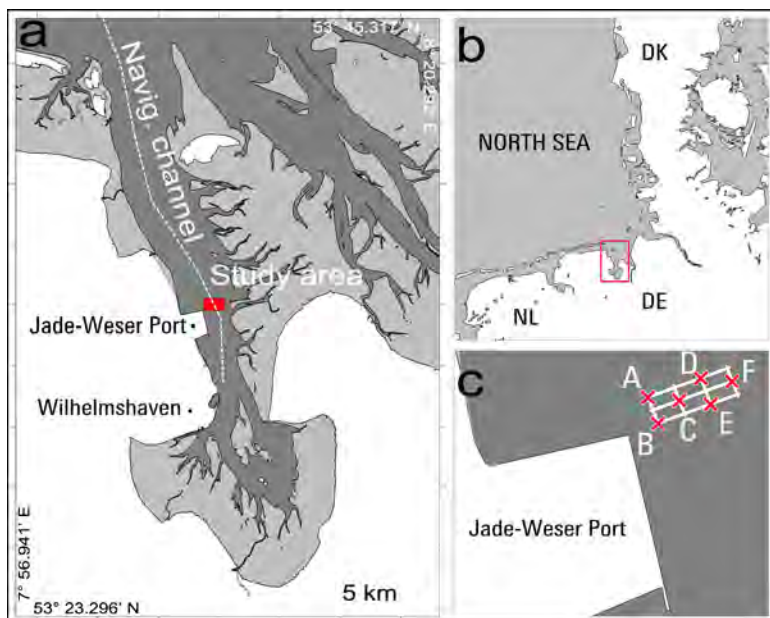 a
53° 45.317' N
8° 20.292' E
Navig. channel
Study area
Jade-Weser Port
Wilhelmshaven
7° 56.941' E
53° 23.296' N
5 km
b
DK
NORTH SEA
NL
DE
c
A
D
F
B
C
E
Jade-Weser Port